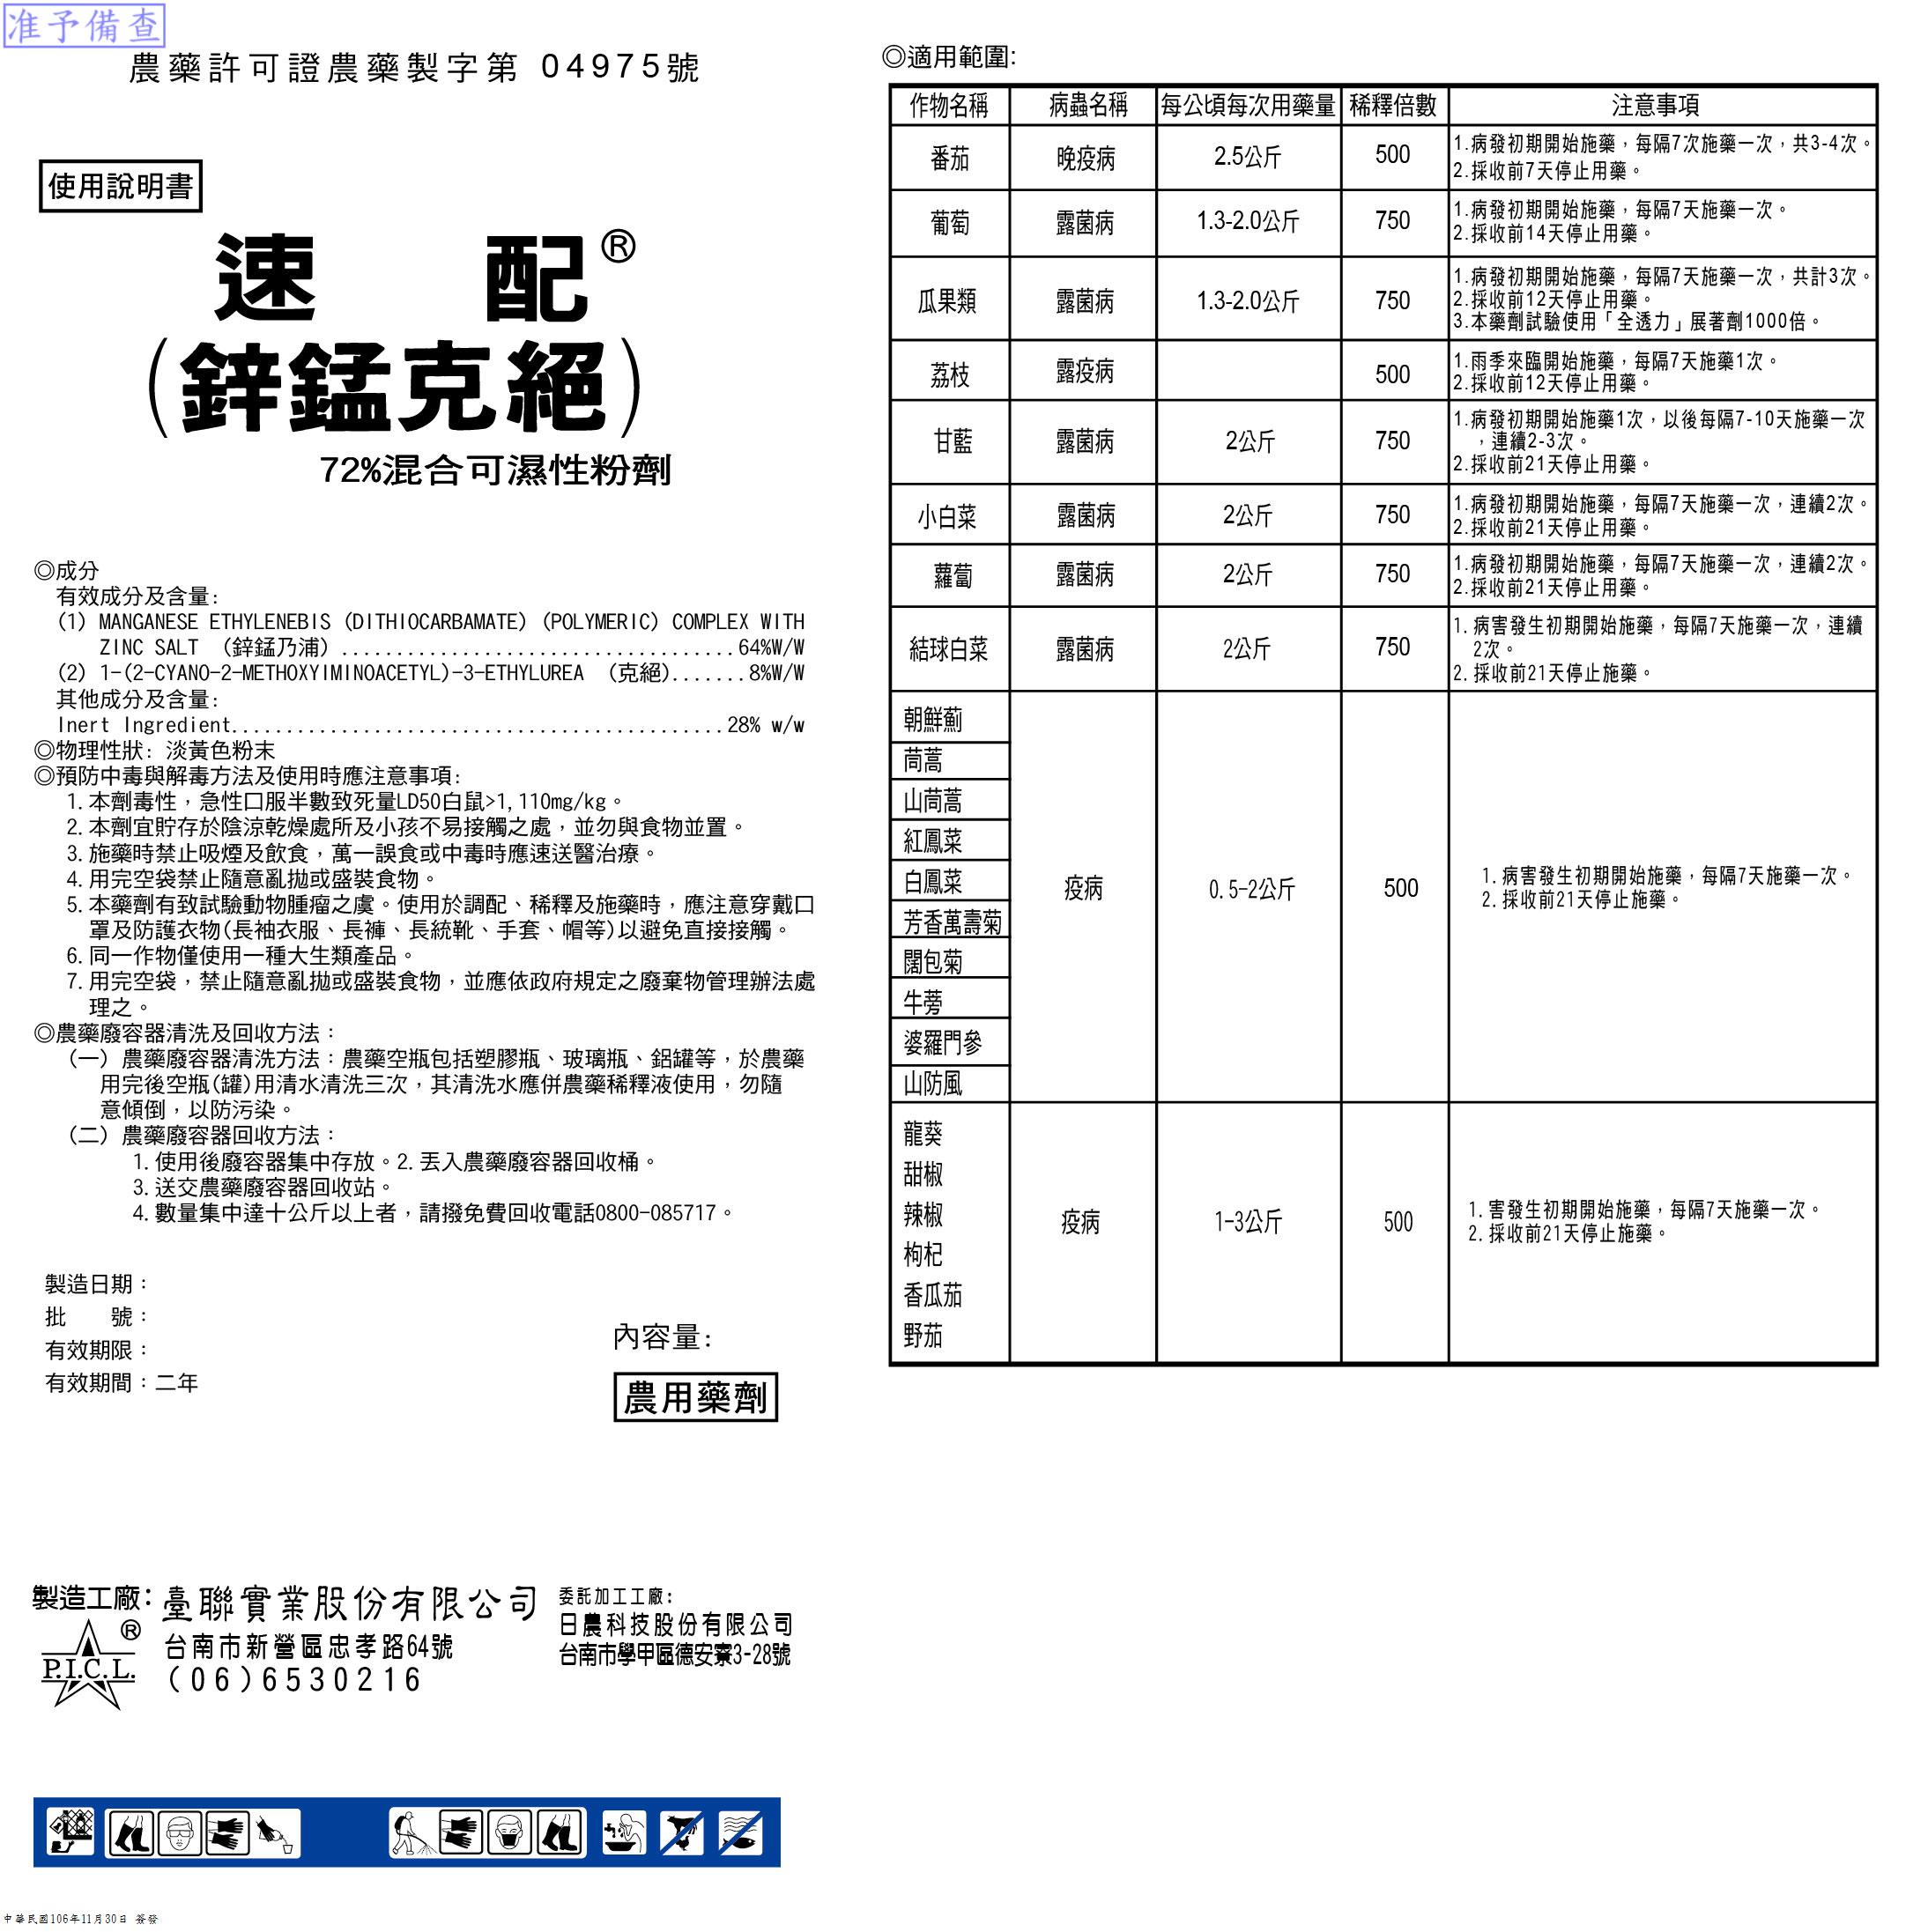 准予備查
農藥許可證農藥製字第 04975號
使用說明書
速 配®
(鋅錳克絕)
72%混合可濕性粉劑
◎成分
有效成分及含量:
(1) MANGANESE ETHYLENEBIS (DITHIOCARBAMATE) (POLYMERIC) COMPLEX WITH
ZINC SALT (鋅錳乃浦) .....................................64%W/W
(2) 1-(2-CYANO-2-METHOXYIMINOACETYL)-3-ETHYLUREA (克絕).......8%W/W
其他成分及含量:
Inert Ingredient.............................................28% w/w
◎物理性狀: 淡黃色粉末
◎預防中毒與解毒方法及使用時應注意事項:
1. 本劑毒性，急性口服半數致死量LD50白鼠>1,110mg/kg。
2. 本劑宜貯存於陰涼乾燥處所及小孩不易接觸之處，並勿與食物並置。
3. 施藥時禁止吸煙及飲食，萬一誤食或中毒時應速送醫治療。
4. 用完空袋禁止隨意亂拋或盛裝食物。
5. 本藥劑有致試驗動物腫瘤之虞。使用於調配、稀釋及施藥時，應注意穿戴口
罩及防護衣物(長袖衣服、長褲、長統靴、手套、帽等)以避免直接接觸。
6. 同一作物僅使用一種大生類產品。
7. 用完空袋，禁止隨意亂拋或盛裝食物，並應依政府規定之廢棄物管理辦法處
理之。
◎農藥廢容器清洗及回收方法：
(一) 農藥廢容器清洗方法：農藥空瓶包括塑膠瓶、玻璃瓶、鋁罐等，於農藥
用完後空瓶(罐)用清水清洗三次，其清洗水應併農藥稀釋液使用，勿隨
意傾倒，以防污染。
(二) 農藥廢容器回收方法：
1. 使用後廢容器集中存放。2. 丟入農藥廢容器回收桶。
3. 送交農藥廢容器回收站。
4. 數量集中達十公斤以上者，請撥免費回收電話0800-085717。
製造日期：
批 號：
有效期限：
有效期間：二年
內容量:
農用藥劑
製造工廠：臺聯實業股份有限公司
台南市新營區忠孝路64號
(06)6530216
P.I.C.L.®
委託加工工廠:
日農科技股份有限公司
台南市學甲區德安寮3-28號
中華民國106年11月30日 簽發
◎適用範圍:
作物名稱 病蟲名稱 每公頃每次用藥量 稀釋倍數 注意事項
番茄 晚疫病 2.5公斤 500 1.病發初期開始施藥，每隔7次施藥一次，共3-4次。
2.採收前7天停止用藥。
葡萄 露菌病 1.3-2.0公斤 750 1.病發初期開始施藥，每隔7天施藥一次。
2.採收前14天停止用藥。
瓜果類 露菌病 1.3-2.0公斤 750 1.病發初期開始施藥，每隔7天施藥一次，共計3次。
2.採收前12天停止用藥。
3.本藥劑試驗使用「全透力」展著劑1000倍。
荔枝 露疫病 500 1.雨季來臨開始施藥，每隔7天施藥1次。
2.採收前12天停止用藥。
甘藍 露菌病 2公斤 750 1.病發初期開始施藥1次，以後每隔7-10天施藥一次
，連續2-3次。
2.採收前21天停止用藥。
小白菜 露菌病 2公斤 750 1.病發初期開始施藥，每隔7天施藥一次，連續2次。
2.採收前21天停止用藥。
蘿蔔 露菌病 2公斤 750 1.病發初期開始施藥，每隔7天施藥一次，連續2次。
2.採收前21天停止用藥。
結球白菜 露菌病 2公斤 750 1. 病害發生初期開始施藥，每隔7天施藥一次，連續
2次。
2. 採收前21天停止施藥。
朝鮮薊
茼蒿
山茼蒿
紅鳳菜
白鳳菜
芳香萬壽菊
闊包菊
牛蒡
婆羅門參
山防風
疫病 0.5-2公斤 500 1. 病害發生初期開始施藥，每隔7天施藥一次。
2. 採收前21天停止施藥。
龍葵
甜椒
辣椒
枸杞
香瓜茄
野茄
疫病 1-3公斤 500 1. 害發生初期開始施藥，每隔7天施藥一次。
2. 採收前21天停止施藥。